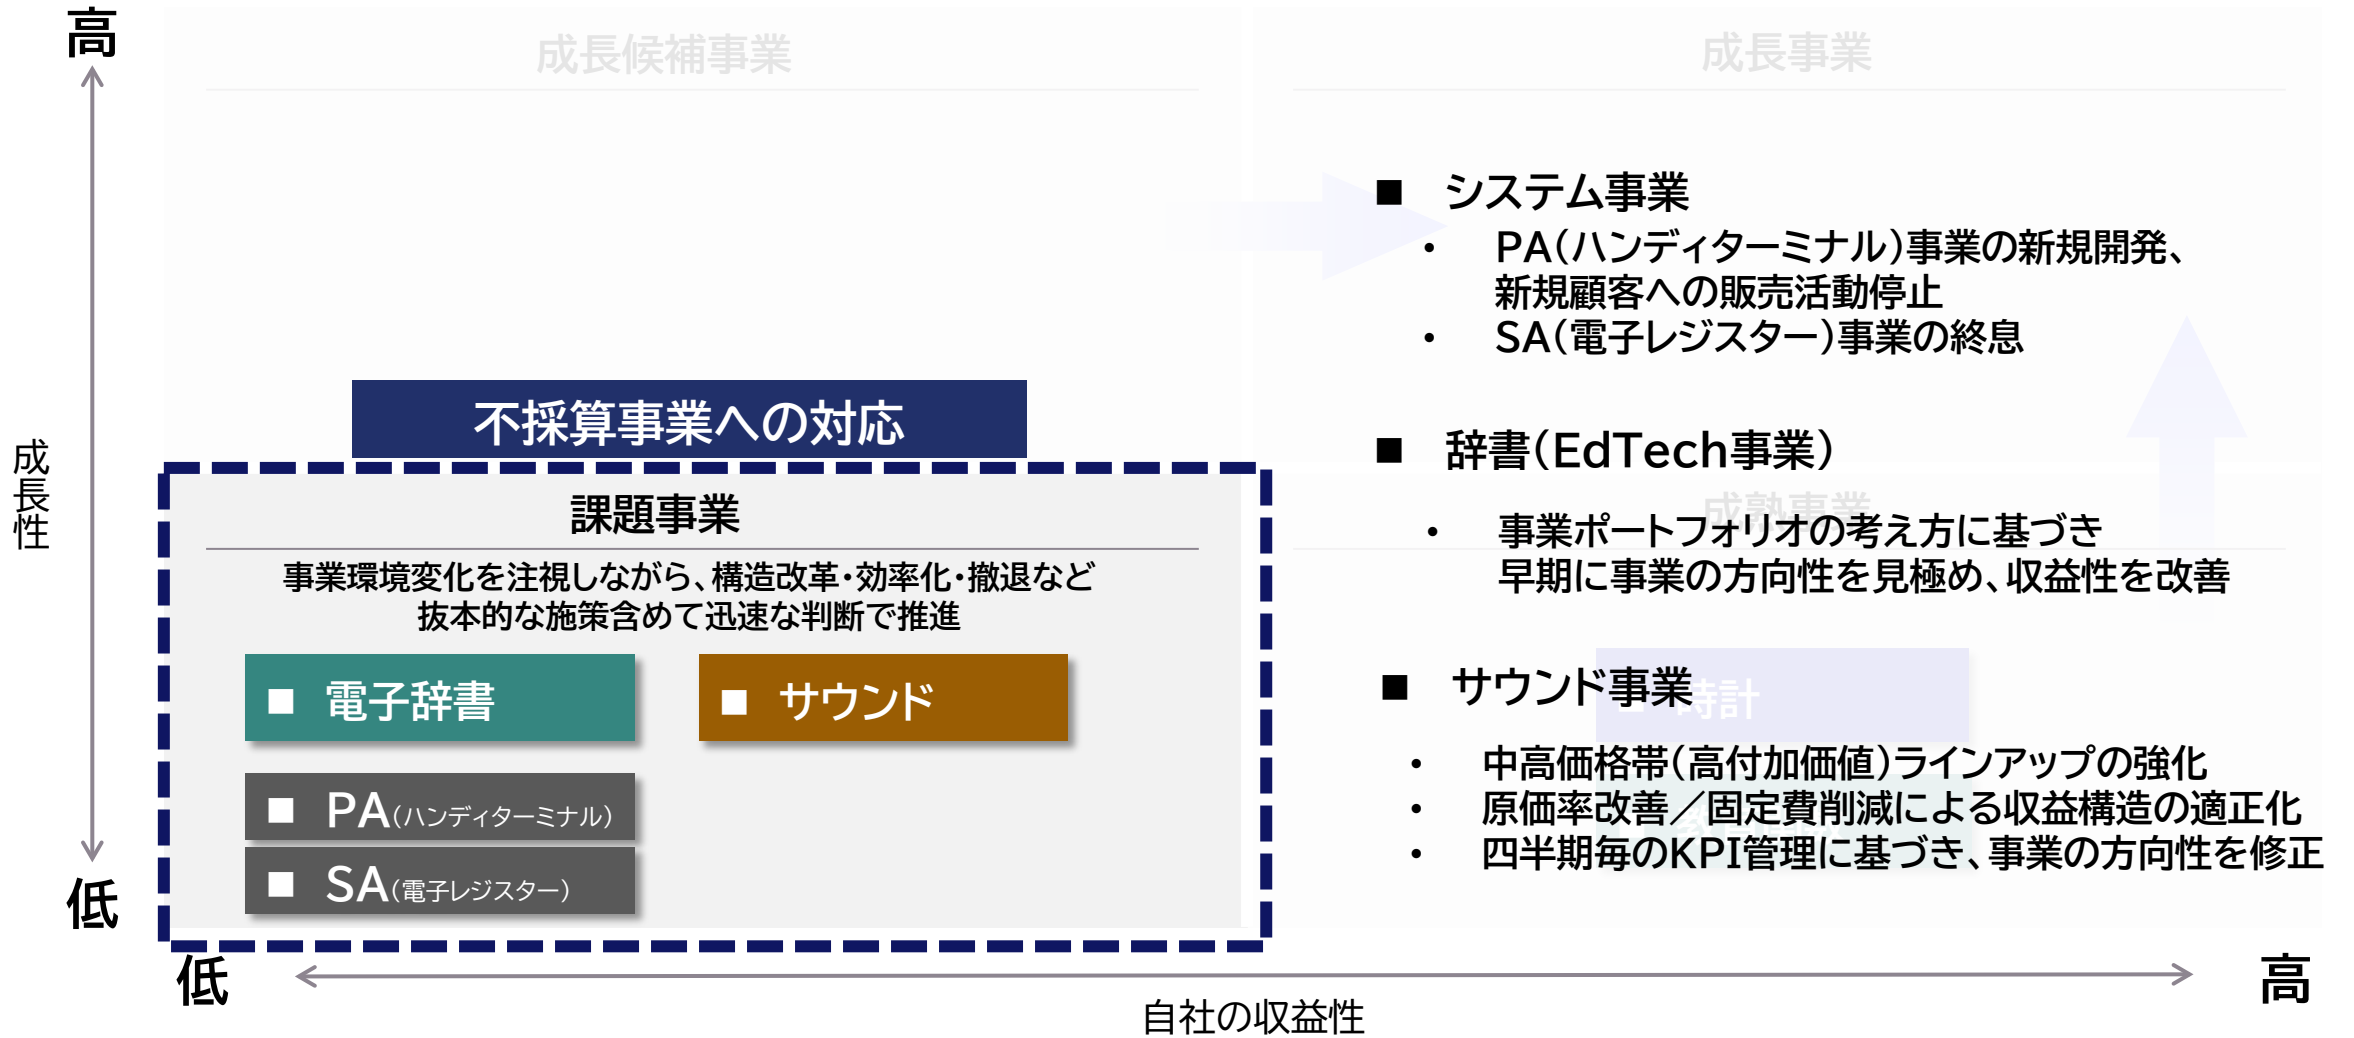 高
成長候補事業
成長事業
■ システム事業
・ PA(ハンディターミナル)事業の新規開発、
新規顧客への販売活動停止
・ SA(電子レジスター)事業の終息
不採算事業への対応
■ 辞書(EdTech事業)
成長性
課題事業
成熟事業
・ 事業ポートフォリオの考え方に基づき
早期に事業の方向性を見極め、収益性を改善
事業環境変化を注視しながら、構造改革・効率化・撤退など
抜本的な施策含めて迅速な判断で推進
■ 電子辞書
■ サウンド
■ サウンド事業
時計
・ 中高価格帯(高付加価値)ラインアップの強化
・ 原価率改善／固定費削減による収益構造の適正化
・ 四半期毎のKPI管理に基づき、事業の方向性を修正
■ PA(ハンディターミナル)
■ SA(電子レジスター)
低
低
高
自社の収益性